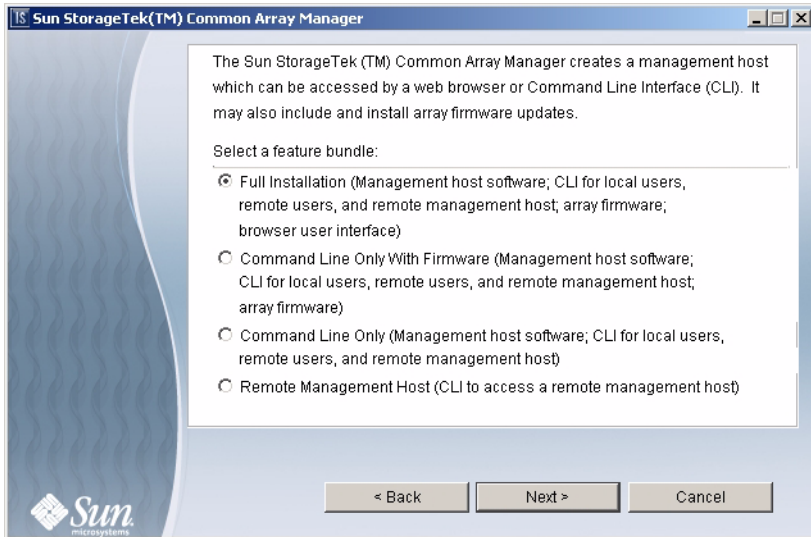 Sun StorageTek(TM) Common Array Manager
The Sun StorageTek (TM) Common Array Manager creates a management host
which can be accessed by a web browser or Command Line Interface (CLI). It
may also include and install array firmware updates.
Select a feature bundle:
Full Installation (Management host software; CLI for local users,
remote users, and remote management host; array firmware;
browser user interface)
Command Line Only With Firmware (Management host software;
CLI for local users, remote users, and remote management host;
array firmware)
Command Line Only (Management host software; CLI for local users,
remote users, and remote management host)
Remote Management Host (CLI to access a remote management host)
< Back
Next >
Cancel
Sun
microsystems